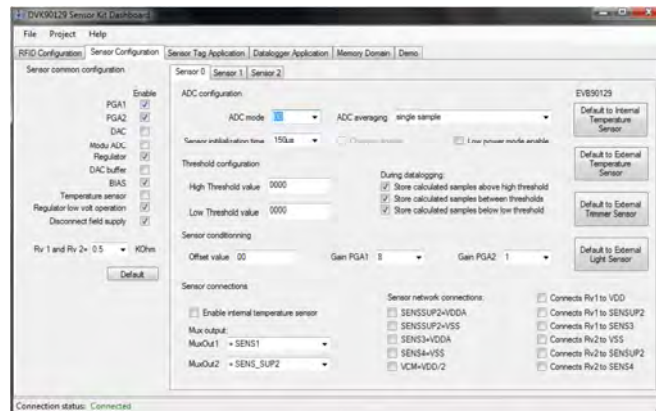 DVK90129 Sensor Kit Dashboard
File Project Help
RFID Configuration Sensor Configuration Sensor Tag Application Datalogger Application Memory Domain Demo
Sensor common configuration
Enable
PGA1
PGA2
DAC
Modu ADC
Regulator
DAC buffer
BIAS
Temperature sensor
Regulator low volt operation
Disconnect field supply
Rv 1 and Rv 2= 0.5 KOhm
Default
Sensor 0 Sensor 1 Sensor 2
ADC configuration
ADC mode 00 ADC averaging single sample
Sensor initialization time 150us Low power mode enable
Threshold configuration
High Threshold value 0000
Low Threshold value 0000
During datalogging:
Store calculated samples above high threshold
Store calculated samples between thresholds
Store calculated samples below low threshold
Sensor conditionning
Offset value 00 Gain PGA1 8 Gain PGA2 1
Sensor connections
Enable internal temperature sensor
Mux output:
MuxOut1 + SENS1
MuxOut2 + SENS_SUP2
Sensor network connections:
SENSSUP2=VDDA
SENSSUP2=VSS
SENS3=VDDA
SENS4=VSS
VCM=VDD/2
Connects Rv1 to VDD
Connects Rv1 to SENSUP2
Connects Rv1 to SENS3
Connects Rv2 to VSS
Connects Rv2 to SENSUP2
Connects Rv2 to SENS4
EVB90129
Default to Internal
Temperature
Sensor
Default to External
Temperature
Sensor
Default to External
Trimmer Sensor
Default to External
Light Sensor
Connection status: Connected